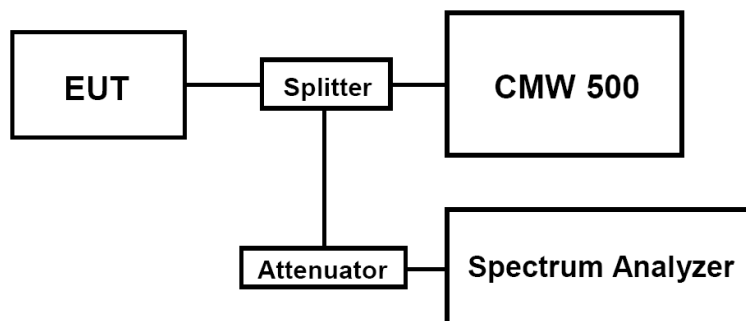 EUT
Splitter
CMW 500
Attenuator
Spectrum Analyzer